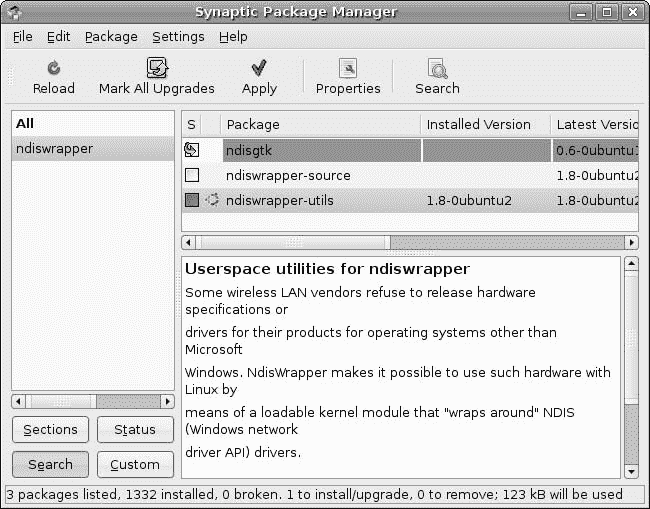 Synaptic Package Manager
File Edit Package Settings Help
Reload Mark All Upgrades Apply Properties Search
All
ndiswrapper
S Package Installed Version Latest Versio
ndisgtk 0.6-0ubuntu1
ndiswrapper-source 1.8-0ubuntu2
ndiswrapper-utils 1.8-0ubuntu2 1.8-0ubuntu2
Userspace utilities for ndiswrapper
Some wireless LAN vendors refuse to release hardware
specifications or
drivers for their products for operating systems other than
Microsoft
Windows. NdisWrapper makes it possible to use such hardware with
Linux by
means of a loadable kernel module that "wraps around" NDIS
(Windows network
driver API) drivers.
Sections Status
Search Custom
3 packages listed, 1332 installed, 0 broken. 1 to install/upgrade, 0 to remove; 123 kB will be used